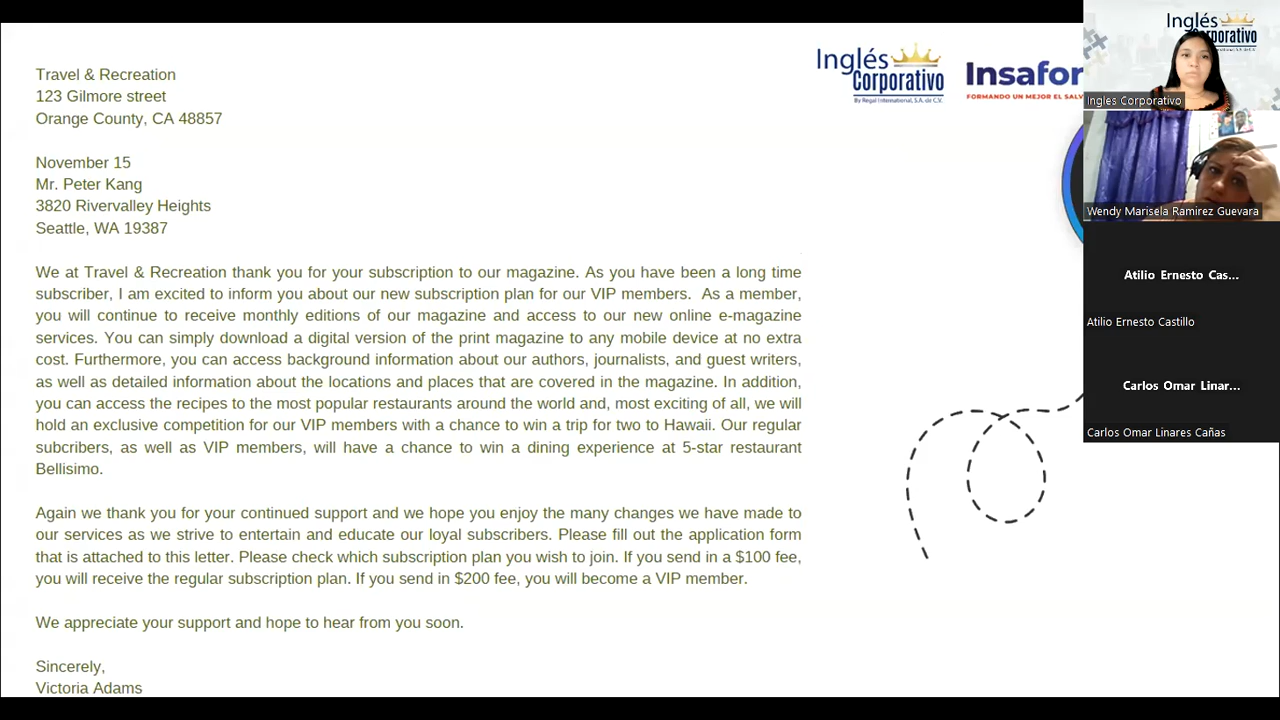 Travel & Recreation
123 Gilmore street
Orange County, CA 48857
November 15
Mr. Peter Kang
3820 Rivervalley Heights
Seattle, WA 19387
We at Travel & Recreation thank you for your subscription to our magazine. As you have been a long time
subscriber, I am excited to inform you about our new subscription plan for our VIP members. As a member,
you will continue to receive monthly editions of our magazine and access to our new online e-magazine
services. You can simply download a digital version of the print magazine to any mobile device at no extra
cost. Furthermore, you can access background information about our authors, journalists, and guest writers,
as well as detailed information about the locations and places that are covered in the magazine. In addition,
you can access the recipes to the most popular restaurants around the world and, most exciting of all, we will
hold an exclusive competition for our VIP members with a chance to win a trip for two to Hawaii. Our regular
subcribers, as well as VIP members, will have a chance to win a dining experience at 5-star restaurant
Bellisimo.
Again we thank you for your continued support and we hope you enjoy the many changes we have made to
our services as we strive to entertain and educate our loyal subscribers. Please fill out the application form
that is attached to this letter. Please check which subscription plan you wish to join. If you send in a $100 fee,
you will receive the regular subscription plan. If you send in $200 fee, you will become a VIP member.
We appreciate your support and hope to hear from you soon.
Sincerely,
Victoria Adams
Inglés
Corporativo
By Regal International, S.A. de C.V.
Insafor
FORMANDO UN MEJOR EL SALV
Inglés
Corporativo
Ingles Corporativo
Wendy Marisela Ramirez Guevara
Atilio Ernesto Cas...
Atilio Ernesto Castillo
Carlos Omar Linar...
Carlos Omar Linares Cañas